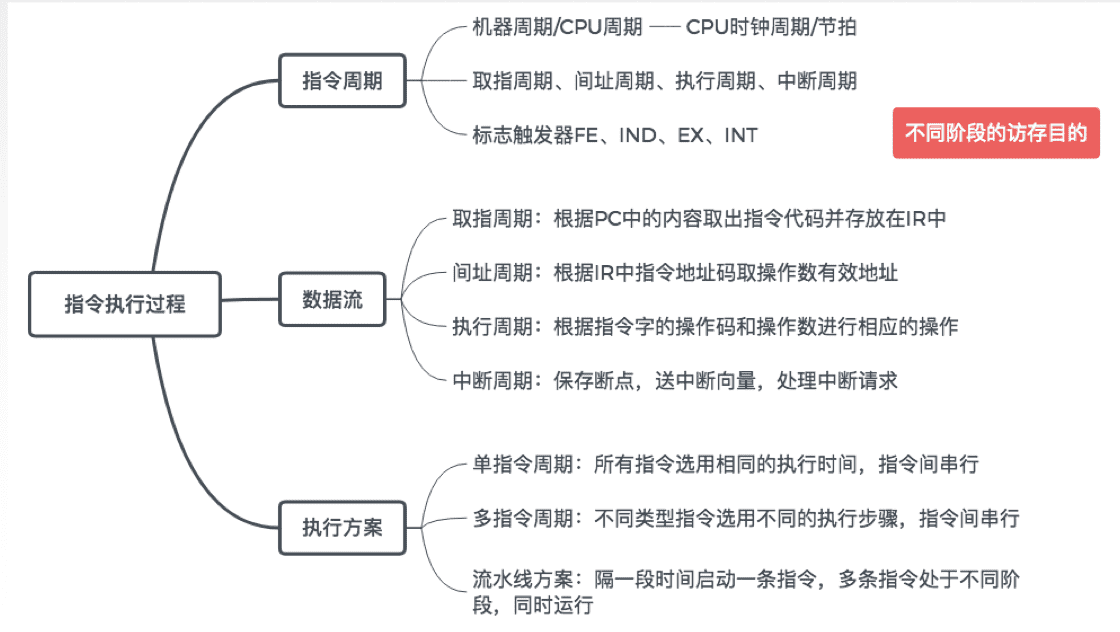 机器周期/CPU周期 —— CPU时钟周期/节拍
指令周期
取指周期、间址周期、执行周期、中断周期
标志触发器FE、IND、EX、INT
不同阶段的访存目的
取指周期：根据PC中的内容取出指令代码并存放在IR中
间址周期：根据IR中指令地址码取操作数有效地址
指令执行过程
数据流
执行周期：根据指令字的操作码和操作数进行相应的操作
中断周期：保存断点，送中断向量，处理中断请求
单指令周期：所有指令选用相同的执行时间，指令间串行
执行方案
多指令周期：不同类型指令选用不同的执行步骤，指令间串行
流水线方案：隔一段时间启动一条指令，多条指令处于不同阶
段，同时运行